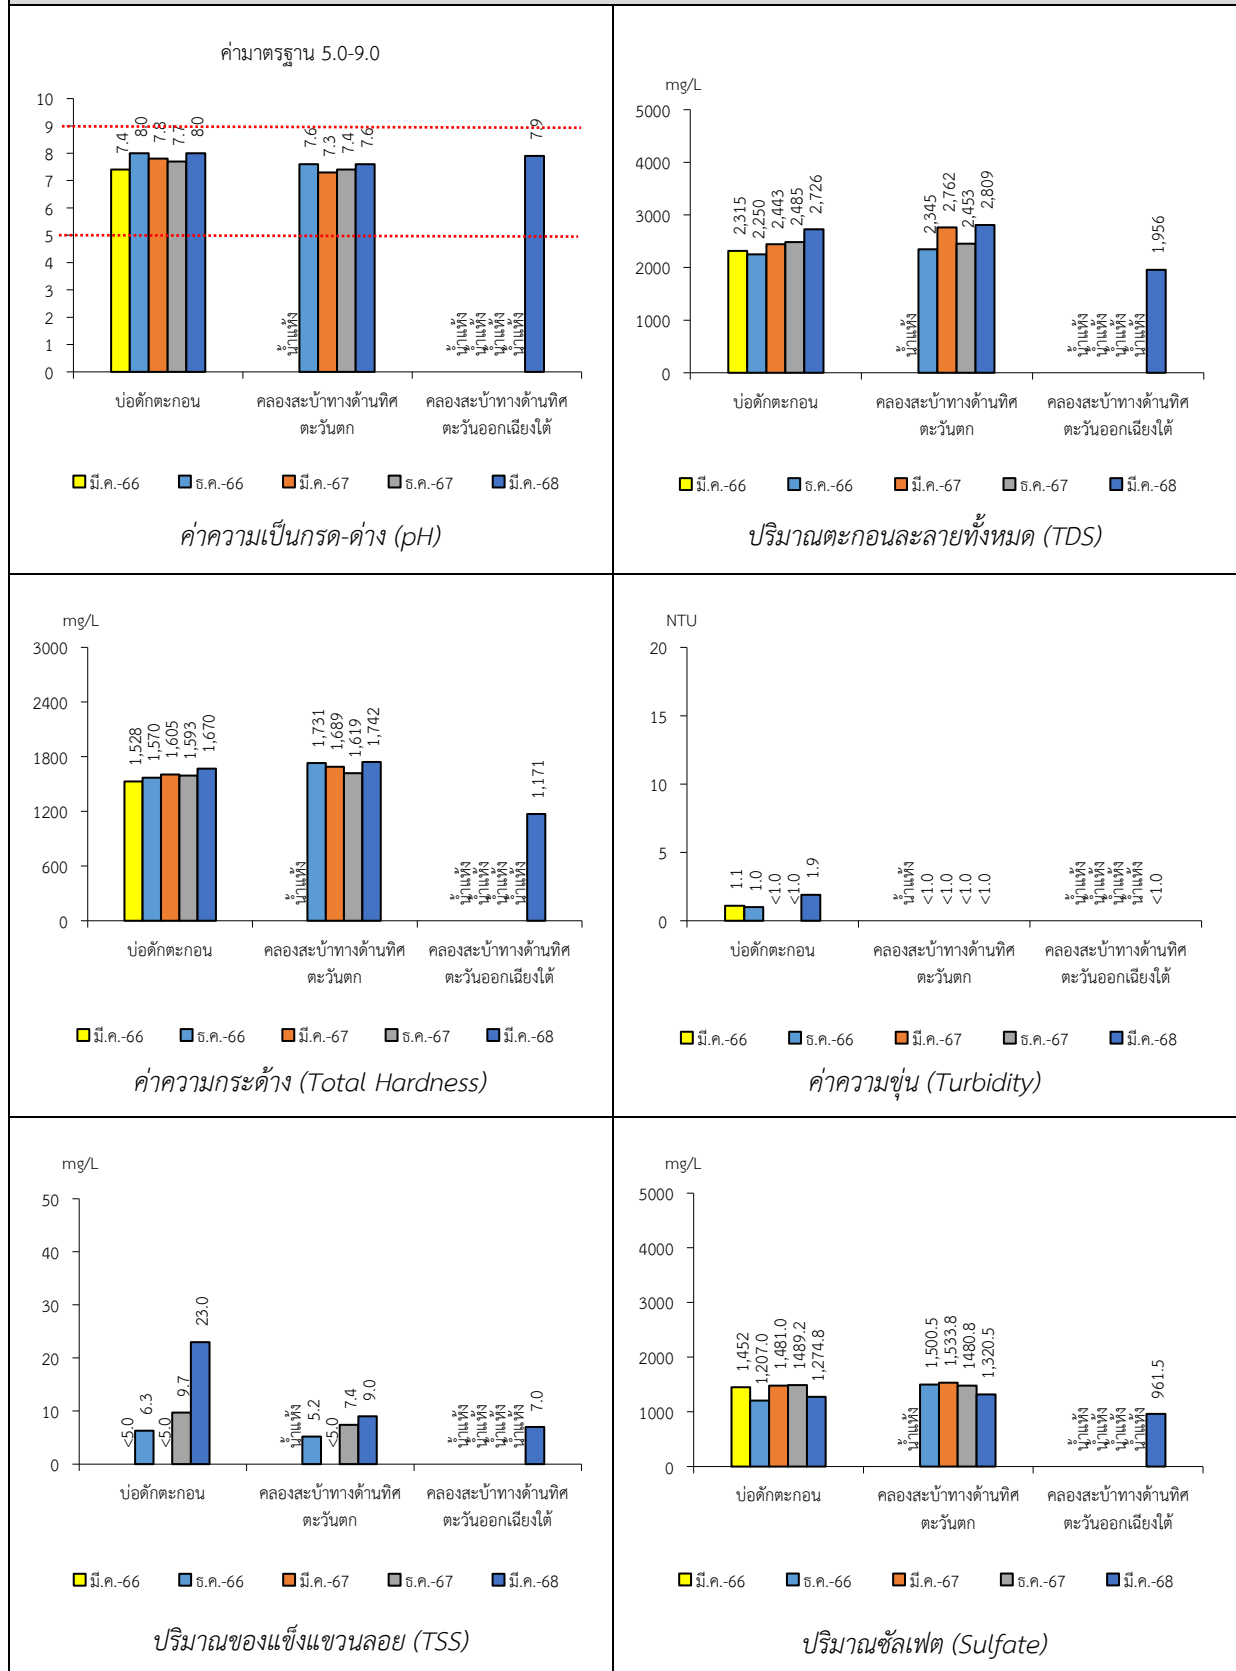 ค่ามาตรฐาน 5.0-9.0
10
9
8
7
6
5
4
3
2
1
0
7.4
8.0
7.8
7.7
8.0
น้ำแห้ง
7.6
7.3
7.4
7.6
น้ำแห้ง
น้ำแห้ง
น้ำแห้ง
น้ำแห้ง
7.9
บ่อดักตะกอน
คลองสะบ้าทางด้านทิศ
ตะวันตก
คลองสะบ้าทางด้านทิศ
ตะวันออกเฉียงใต้
มี.ค.-66 ธ.ค.-66 มี.ค.-67 ธ.ค.-67 มี.ค.-68
ค่าความเป็นกรด-ด่าง (pH)
mg/L
5000
4000
3000
2000
1000
0
2,315
2,250
2,443
2,485
2,726
น้ำแห้ง
2,345
2,762
2,453
2,809
น้ำแห้ง
น้ำแห้ง
น้ำแห้ง
น้ำแห้ง
1,956
บ่อดักตะกอน
คลองสะบ้าทางด้านทิศ
ตะวันตก
คลองสะบ้าทางด้านทิศ
ตะวันออกเฉียงใต้
มี.ค.-66 ธ.ค.-66 มี.ค.-67 ธ.ค.-67 มี.ค.-68
ปริมาณตะกอนละลายทั้งหมด (TDS)
mg/L
3000
2400
1800
1200
600
0
1,528
1,570
1,605
1,593
1,670
น้ำแห้ง
1,731
1,689
1,619
1,742
น้ำแห้ง
น้ำแห้ง
น้ำแห้ง
น้ำแห้ง
1,171
บ่อดักตะกอน
คลองสะบ้าทางด้านทิศ
ตะวันตก
คลองสะบ้าทางด้านทิศ
ตะวันออกเฉียงใต้
มี.ค.-66 ธ.ค.-66 มี.ค.-67 ธ.ค.-67 มี.ค.-68
ค่าความกระด้าง (Total Hardness)
NTU
20
15
10
5
0
1.1
1.0
<1.0
<1.0
1.9
น้ำแห้ง
<1.0
<1.0
<1.0
<1.0
น้ำแห้ง
น้ำแห้ง
น้ำแห้ง
น้ำแห้ง
<1.0
บ่อดักตะกอน
คลองสะบ้าทางด้านทิศ
ตะวันตก
คลองสะบ้าทางด้านทิศ
ตะวันออกเฉียงใต้
มี.ค.-66 ธ.ค.-66 มี.ค.-67 ธ.ค.-67 มี.ค.-68
ค่าความขุ่น (Turbidity)
mg/L
50
40
30
20
10
0
<5.0
6.3
<5.0
9.7
23.0
น้ำแห้ง
5.2
<5.0
7.4
9.0
น้ำแห้ง
น้ำแห้ง
น้ำแห้ง
น้ำแห้ง
7.0
บ่อดักตะกอน
คลองสะบ้าทางด้านทิศ
ตะวันตก
คลองสะบ้าทางด้านทิศ
ตะวันออกเฉียงใต้
มี.ค.-66 ธ.ค.-66 มี.ค.-67 ธ.ค.-67 มี.ค.-68
ปริมาณของแข็งแขวนลอย (TSS)
mg/L
5000
4000
3000
2000
1000
0
1,452
1,207.0
1,481.0
1489.2
1,274.8
น้ำแห้ง
1,500.5
1,533.8
1480.8
1,320.5
น้ำแห้ง
น้ำแห้ง
น้ำแห้ง
น้ำแห้ง
961.5
บ่อดักตะกอน
คลองสะบ้าทางด้านทิศ
ตะวันตก
คลองสะบ้าทางด้านทิศ
ตะวันออกเฉียงใต้
มี.ค.-66 ธ.ค.-66 มี.ค.-67 ธ.ค.-67 มี.ค.-68
ปริมาณซัลเฟต (Sulfate)